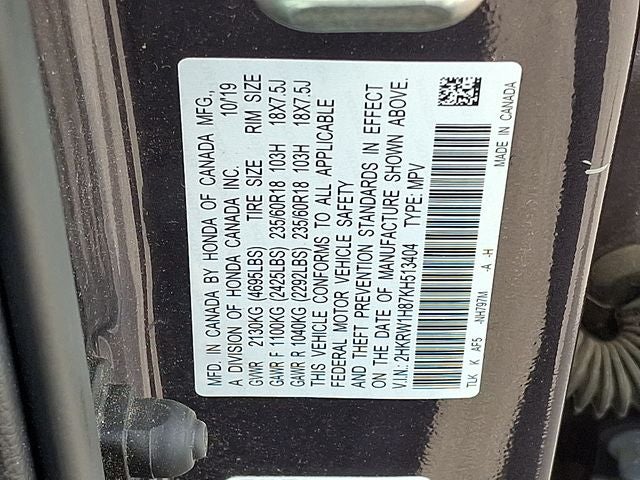 MFD. IN CANADA BY HONDA OF CANADA MFG.,
A DIVISION OF HONDA CANADA INC. 10/19
GVWR 2130KG (4695LBS) TIRE SIZE RIM SIZE
GAWR F 1100KG (2425LBS) 235/60R18 103H 18X7.5J
GAWR R 1040KG (2292LBS) 235/60R18 103H 18X7.5J
THIS VEHICLE CONFORMS TO ALL APPLICABLE
FEDERAL MOTOR VEHICLE SAFETY
AND THEFT PREVENTION STANDARDS IN EFFECT
ON THE DATE OF MANUFACTURE SHOWN ABOVE.
V.I.N.: 2HKRW1H87KH513404 TYPE: MPV
TLK K AF5 -NH797M -A -H MADE IN CANADA